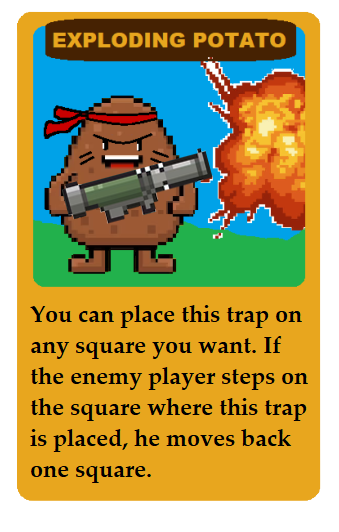 EXPLODING POTATO
You can place this trap on
any square you want. If
the enemy player steps on
the square where this trap
is placed, he moves back
one square.